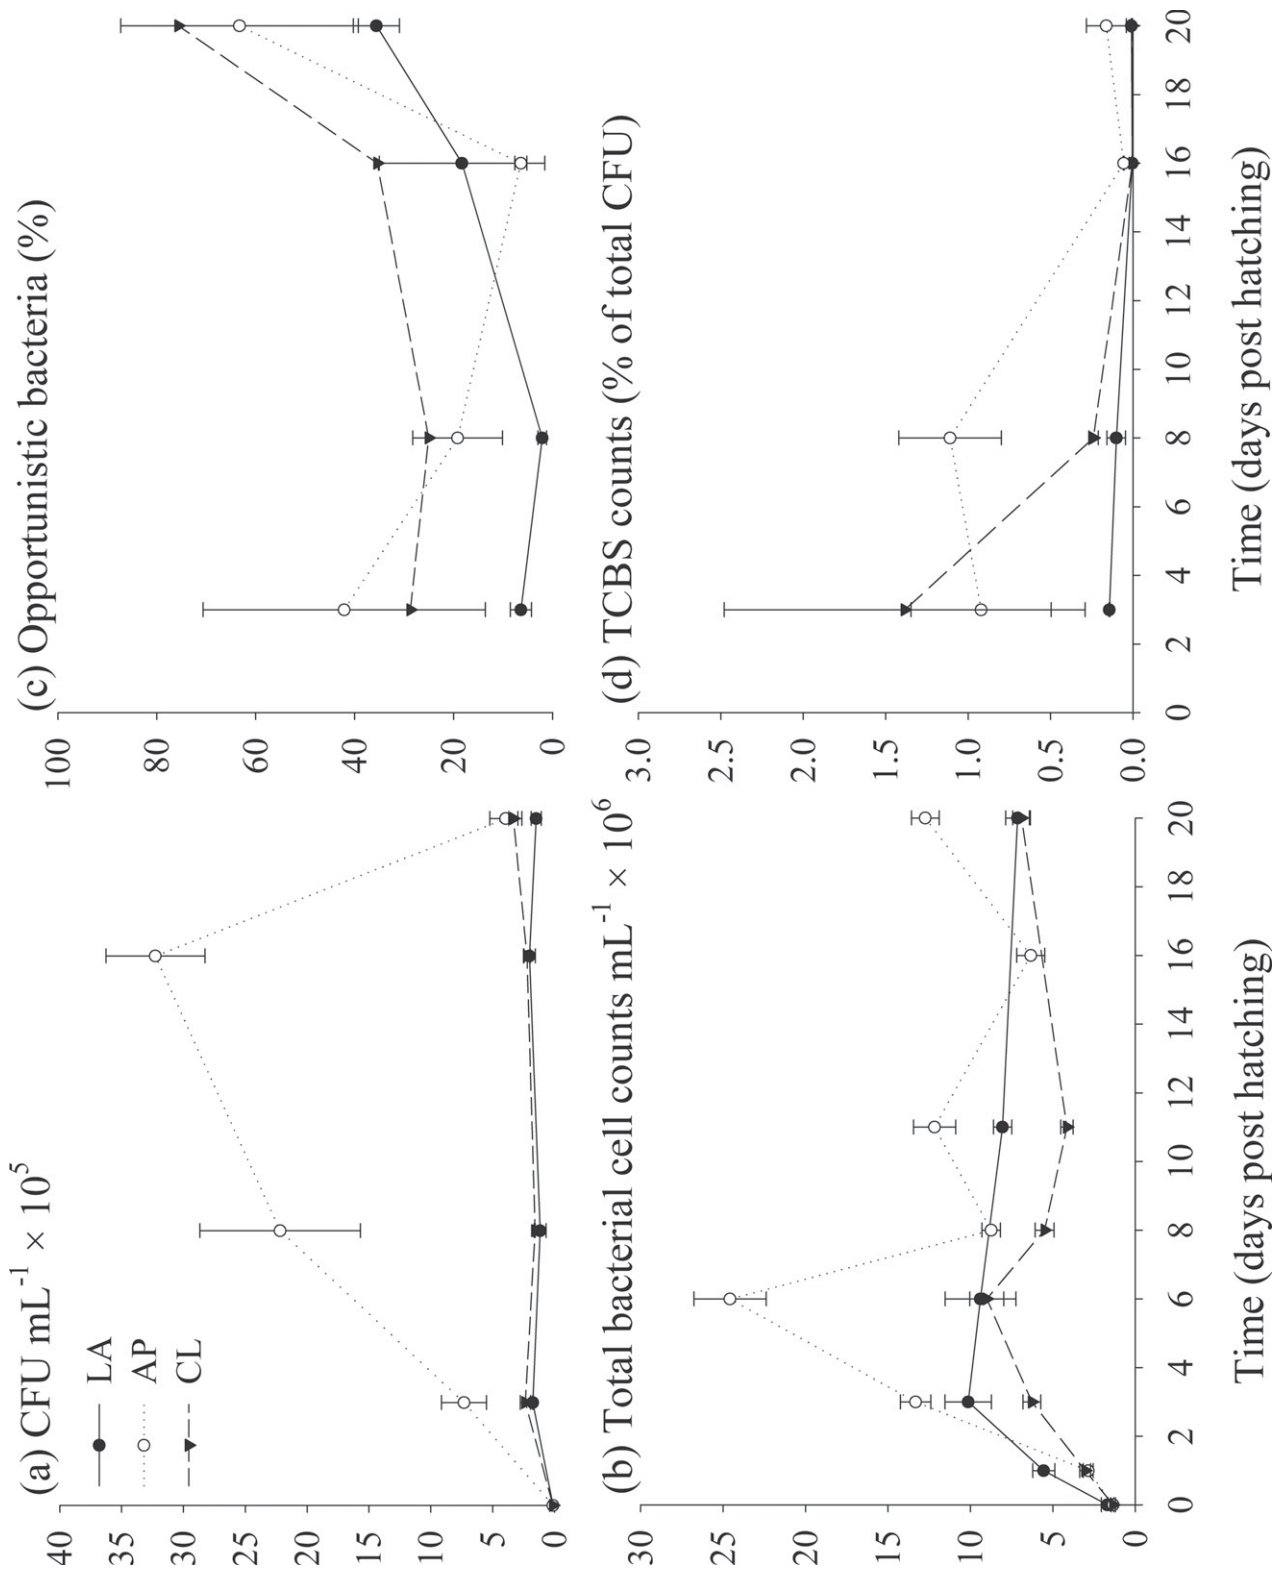 (a) CFU mL⁻¹ × 10⁵
LA
AP
CL
40
35
30
25
20
15
10
5
0
(c) Opportunistic bacteria (%)
100
80
60
40
20
0
(b) Total bacterial cell counts mL⁻¹ × 10⁶
30
20
15
10
5
0
0 2 4 6 8 10 12 14 16 18 20
Time (days post hatching)
(d) TCBS counts (% of total CFU)
3.0
2.5
2.0
1.5
1.0
0.5
0.0
0 2 4 6 8 10 12 14 16 18 20
Time (days post hatching)